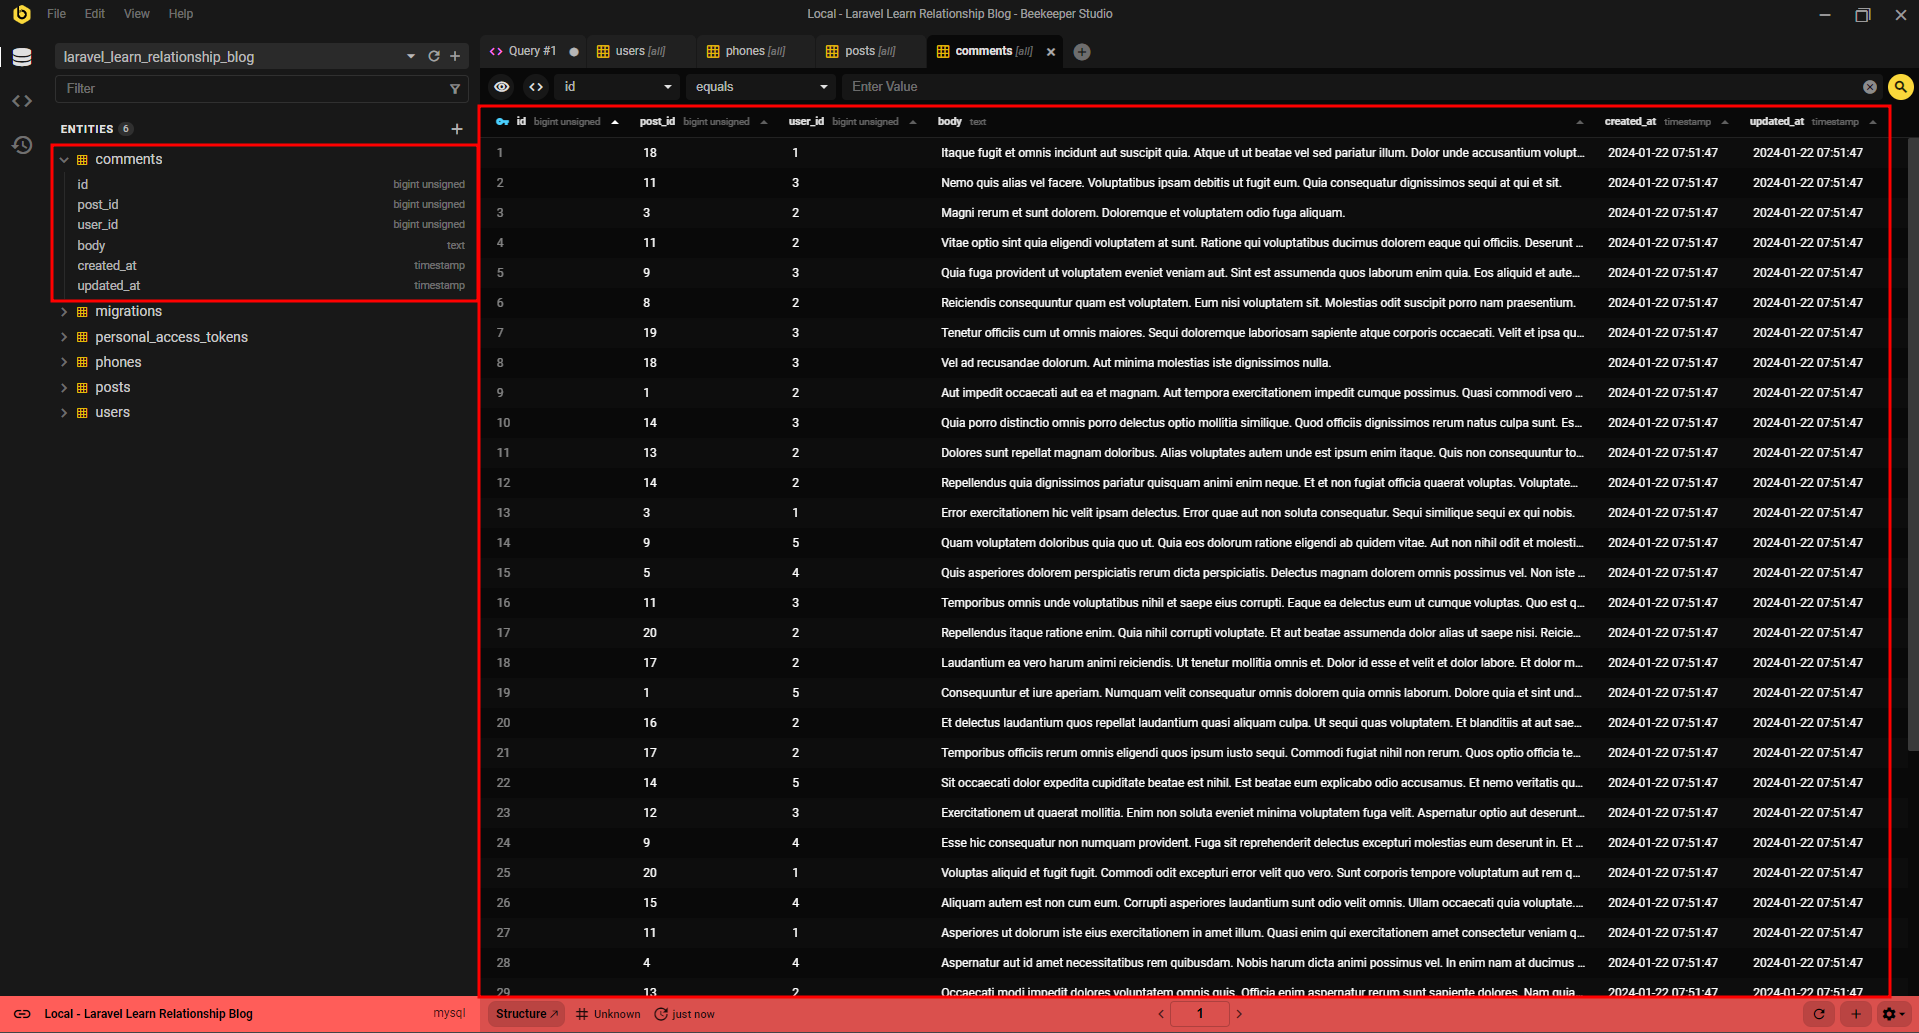 File Edit View Help
Local - Laravel Learn Relationship Blog - Beekeeper Studio
laravel_learn_relationship_blog
Filter
ENTITIES 6
comments
id bigint unsigned
post_id bigint unsigned
user_id bigint unsigned
body text
created_at timestamp
updated_at timestamp
migrations
personal_access_tokens
phones
posts
users
Query #1 users [all] phones [all] posts [all] comments [all]
id equals Enter Value
id bigint unsigned post_id bigint unsigned user_id bigint unsigned body text created_at timestamp updated_at timestamp
1 18 1 Itaque fugit et omnis incidunt aut suscipit quia. Atque ut ut beatae vel sed pariatur illum. Dolor unde accusantium volupt... 2024-01-22 07:51:47 2024-01-22 07:51:47
2 11 3 Nemo quis alias vel facere. Voluptatibus ipsam debitis ut fugit eum. Quia consequatur dignissimos sequi at qui et sit. 2024-01-22 07:51:47 2024-01-22 07:51:47
3 3 2 Magni rerum et sunt dolorem. Doloremque et voluptatem odio fuga aliquam. 2024-01-22 07:51:47 2024-01-22 07:51:47
4 11 2 Vitae optio sint quia eligendi voluptatem at sunt. Ratione qui voluptatibus ducimus dolorem eaque qui officiis. Deserunt ... 2024-01-22 07:51:47 2024-01-22 07:51:47
5 9 3 Quia fuga provident ut voluptatem eveniet veniam aut. Sint est assumenda quos laborum enim quia. Eos aliquid et aute... 2024-01-22 07:51:47 2024-01-22 07:51:47
6 8 2 Reiciendis consequuntur quam est voluptatem. Eum nisi voluptatem sit. Molestias odit suscipit porro nam praesentium. 2024-01-22 07:51:47 2024-01-22 07:51:47
7 19 3 Tenetur officiis cum ut omnis maiores. Sequi doloremque laboriosam sapiente atque corporis occaecati. Velit et ipsa qu... 2024-01-22 07:51:47 2024-01-22 07:51:47
8 18 3 Vel ad recusandae dolorum. Aut minima molestias iste dignissimos nulla. 2024-01-22 07:51:47 2024-01-22 07:51:47
9 1 2 Aut impedit occaecati aut ea et magnam. Aut tempora exercitationem impedit cumque possimus. Quasi commodi vero ... 2024-01-22 07:51:47 2024-01-22 07:51:47
10 14 3 Quia porro distinctio omnis porro delectus optio mollitia similique. Quod officiis dignissimos rerum natus culpa sunt. Es... 2024-01-22 07:51:47 2024-01-22 07:51:47
11 13 2 Dolores sunt repellat magnam doloribus. Alias voluptates autem unde est ipsum enim itaque. Quis non consequuntur to... 2024-01-22 07:51:47 2024-01-22 07:51:47
12 14 2 Repellendus quia dignissimos pariatur quisquam animi enim neque. Et et non fugiat officia quaerat voluptas. Voluptate... 2024-01-22 07:51:47 2024-01-22 07:51:47
13 3 1 Error exercitationem hic velit ipsam delectus. Error quae aut non soluta consequatur. Sequi similique sequi ex qui nobis. 2024-01-22 07:51:47 2024-01-22 07:51:47
14 9 5 Quam voluptatem doloribus quia quo ut. Quia eos dolorum ratione eligendi ab quidem vitae. Aut non nihil odit et molesti... 2024-01-22 07:51:47 2024-01-22 07:51:47
15 5 4 Quis asperiores dolorem perspiciatis rerum dicta perspiciatis. Delectus magnam dolorem omnis possimus vel. Non iste ... 2024-01-22 07:51:47 2024-01-22 07:51:47
16 11 3 Temporibus omnis unde voluptatibus nihil et saepe eius corrupti. Eaque ea delectus eum ut cumque voluptas. Quo est q... 2024-01-22 07:51:47 2024-01-22 07:51:47
17 20 2 Repellendus itaque ratione enim. Quia nihil corrupti voluptate. Et aut beatae assumenda dolor alias ut saepe nisi. Reicie... 2024-01-22 07:51:47 2024-01-22 07:51:47
18 17 2 Laudantium ea vero harum animi reiciendis. Ut tenetur mollitia omnis et. Dolor id esse et velit et dolor labore. Et dolor m... 2024-01-22 07:51:47 2024-01-22 07:51:47
19 1 5 Consequuntur et iure aperiam. Numquam velit consequatur omnis dolorem quia omnis laborum. Dolore quia et sint und... 2024-01-22 07:51:47 2024-01-22 07:51:47
20 16 2 Et delectus laudantium quos repellat laudantium quasi aliquam culpa. Ut sequi quas voluptatem. Et blanditiis at aut sae... 2024-01-22 07:51:47 2024-01-22 07:51:47
21 17 2 Temporibus officiis rerum omnis eligendi quos ipsum iusto sequi. Commodi fugiat nihil non rerum. Quos optio officia te... 2024-01-22 07:51:47 2024-01-22 07:51:47
22 14 5 Sit occaecati dolor expedita cupiditate beatae est nihil. Est beatae eum explicabo odio accusamus. Et nemo veritatis qu... 2024-01-22 07:51:47 2024-01-22 07:51:47
23 12 3 Exercitationem ut quaerat mollitia. Enim non soluta eveniet minima voluptatem fuga velit. Aspernatur optio aut deserunt... 2024-01-22 07:51:47 2024-01-22 07:51:47
24 9 4 Esse hic consequatur non numquam provident. Fuga sit reprehenderit delectus excepturi molestias eum deserunt in. Et ... 2024-01-22 07:51:47 2024-01-22 07:51:47
25 20 1 Voluptas aliquid et fugit fugit. Commodi odit excepturi error velit quo vero. Sunt corporis tempore voluptatum aut rem q... 2024-01-22 07:51:47 2024-01-22 07:51:47
26 15 4 Aliquam autem est non cum eum. Corrupti asperiores laudantium sunt odio velit omnis. Ullam occaecati quia voluptate.... 2024-01-22 07:51:47 2024-01-22 07:51:47
27 11 1 Asperiores ut dolorum iste eius exercitationem in amet illum. Quasi enim qui exercitationem amet consectetur veniam q... 2024-01-22 07:51:47 2024-01-22 07:51:47
28 4 4 Aspernatur aut id amet necessitatibus rem quibusdam. Nobis harum dicta animi possimus vel. In enim nam at ducimus ... 2024-01-22 07:51:47 2024-01-22 07:51:47
29 13 2 Occaecati modi impedit dolores voluptatem omnis quis. Officia enim aspernatur rerum sunt sapiente dolores. Nam quia... 2024-01-22 07:51:47 2024-01-22 07:51:47
Local - Laravel Learn Relationship Blog mysql Structure Unknown just now 1